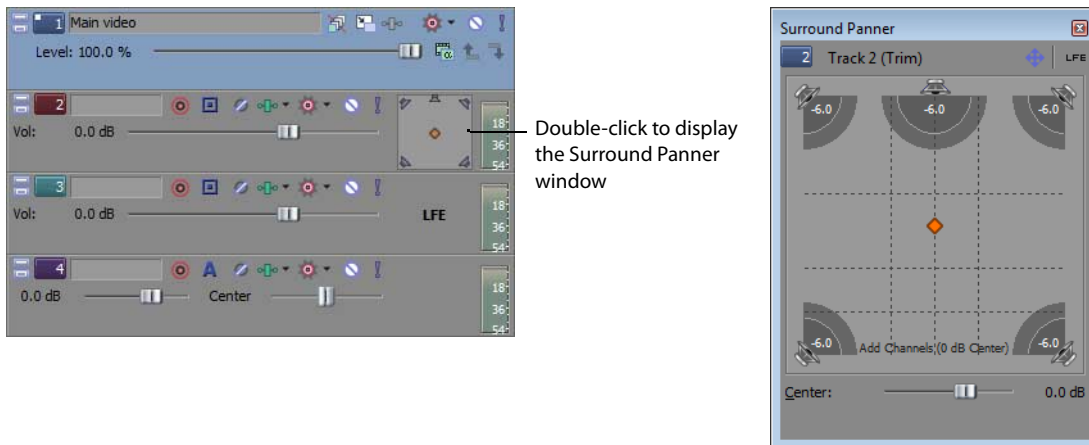 1 Main video
Level: 100.0 %
2
Vol: 0.0 dB
18
36
54
3
Vol: 0.0 dB
LFE
18
36
54
4
A
0.0 dB Center
18
36
54
Double-click to display
the Surround Panner
window
Surround Panner
2 Track 2 (Trim) LFE
-6.0 -6.0 -6.0
-6.0 Add Channels (0 dB Center) -6.0
Center: 0.0 dB